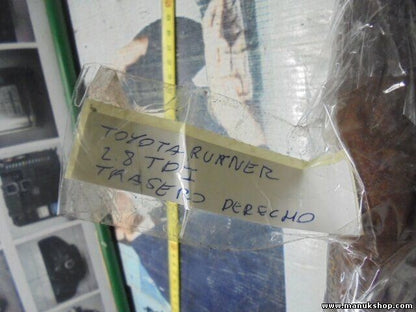 TOYOTA RUNNER
2.8 TDI
TRASERO DERECHO
www.manukshop.com